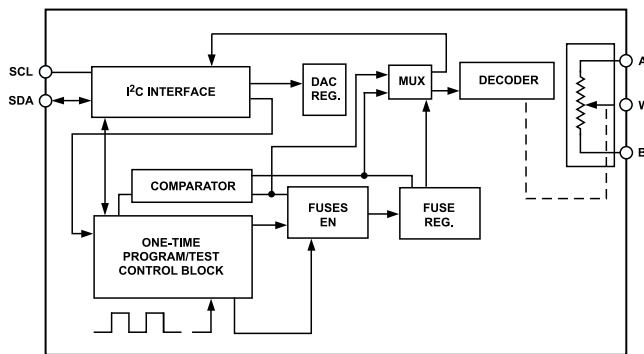 SCL
SDA
I²C INTERFACE
DAC
REG.
MUX
DECODER
A
W
B
COMPARATOR
FUSES
EN
FUSE
REG.
ONE-TIME
PROGRAM/TEST
CONTROL BLOCK